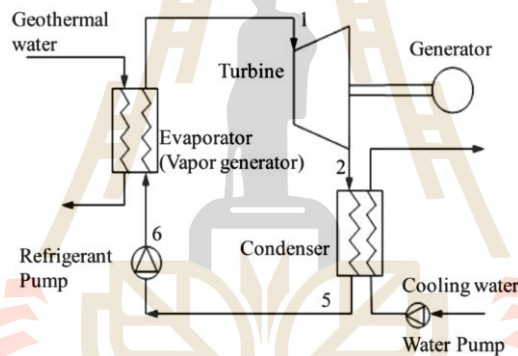 Geothermal
water
1
Turbine
Generator
Evaporator
(Vapor generator)
2
6
Refrigerant
Pump
Condenser
5
Cooling water
Water Pump